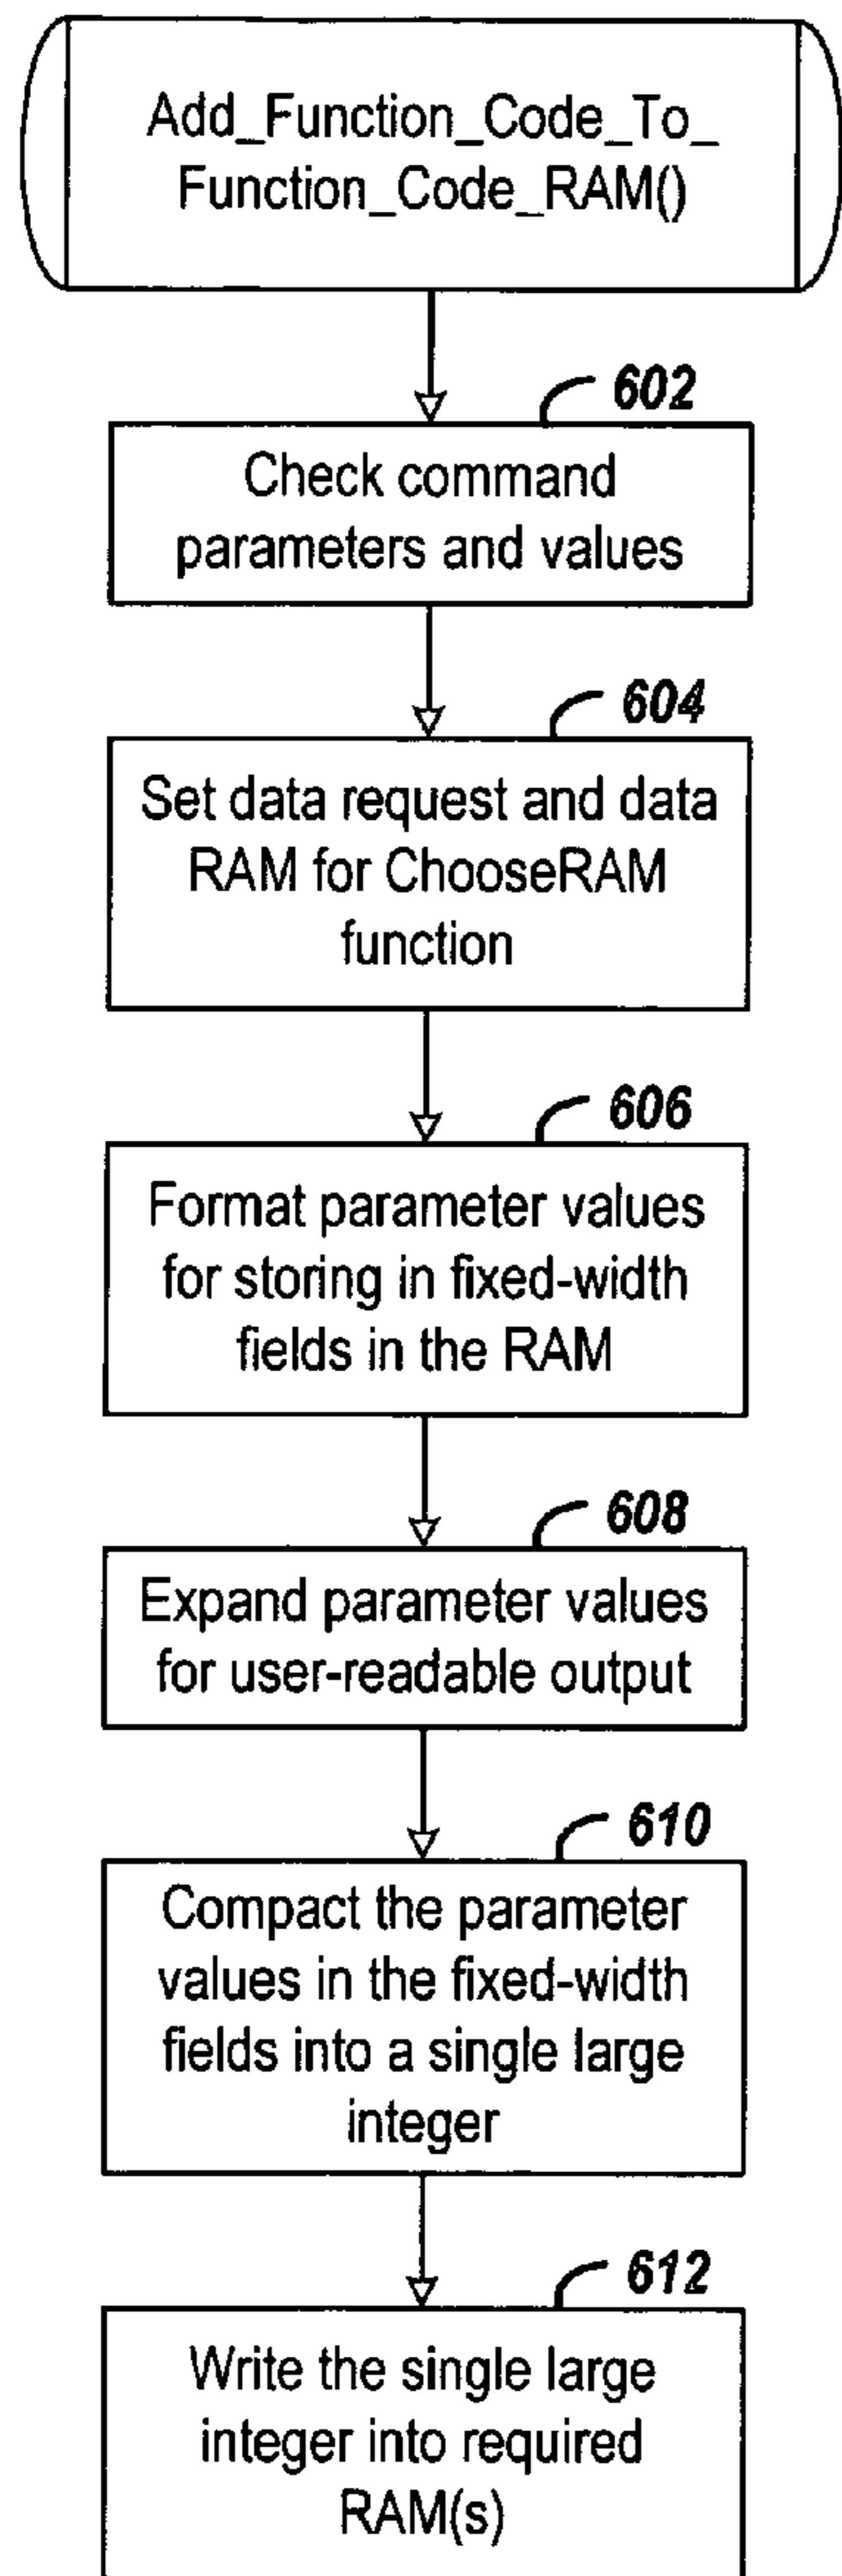 Add_Function_Code_To_
Function_Code_RAM()
602
Check command
parameters and values
604
Set data request and data
RAM for ChooseRAM
function
606
Format parameter values
for storing in fixed-width
fields in the RAM
608
Expand parameter values
for user-readable output
610
Compact the parameter
values in the fixed-width
fields into a single large
integer
612
Write the single large
integer into required
RAM(s)